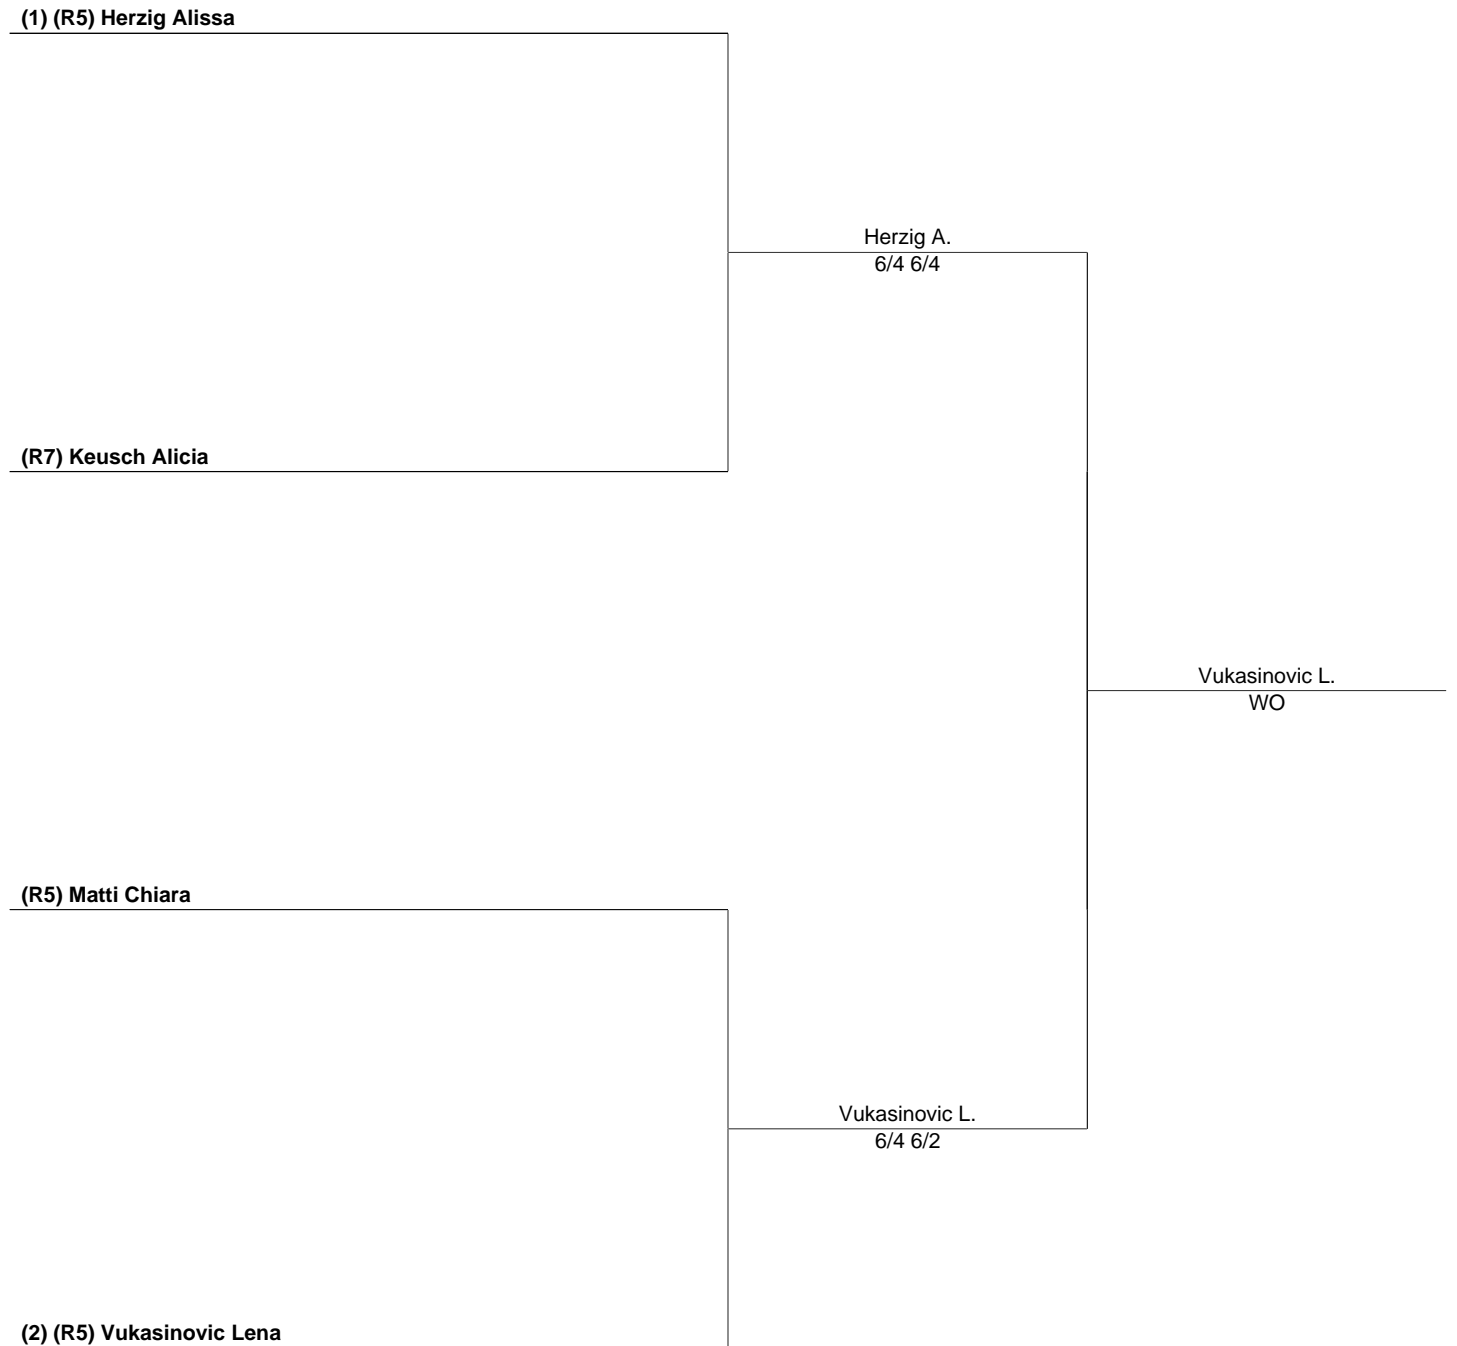 (1) (R5) Herzig Alissa
Herzig A.
6/4 6/4
(R7) Keusch Alicia
Vukasinovic L.
WO
(R5) Matti Chiara
Vukasinovic L.
6/4 6/2
(2) (R5) Vukasinovic Lena